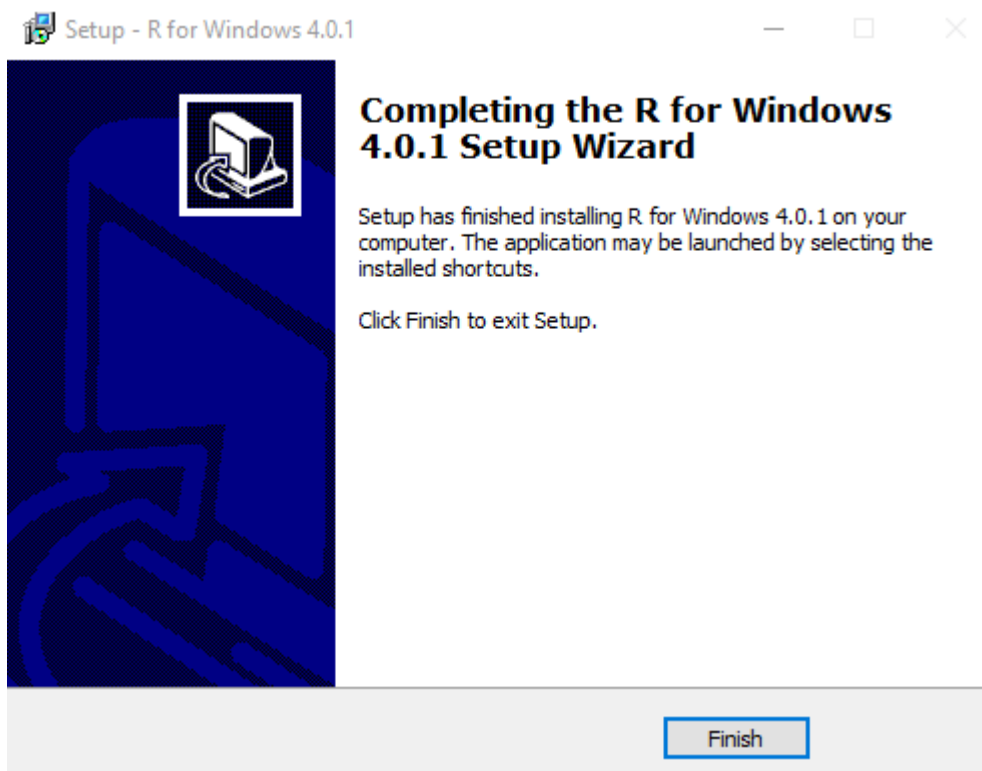 Setup - R for Windows 4.0.1
Completing the R for Windows
4.0.1 Setup Wizard
Setup has finished installing R for Windows 4.0.1 on your
computer. The application may be launched by selecting the
installed shortcuts.
Click Finish to exit Setup.
Finish